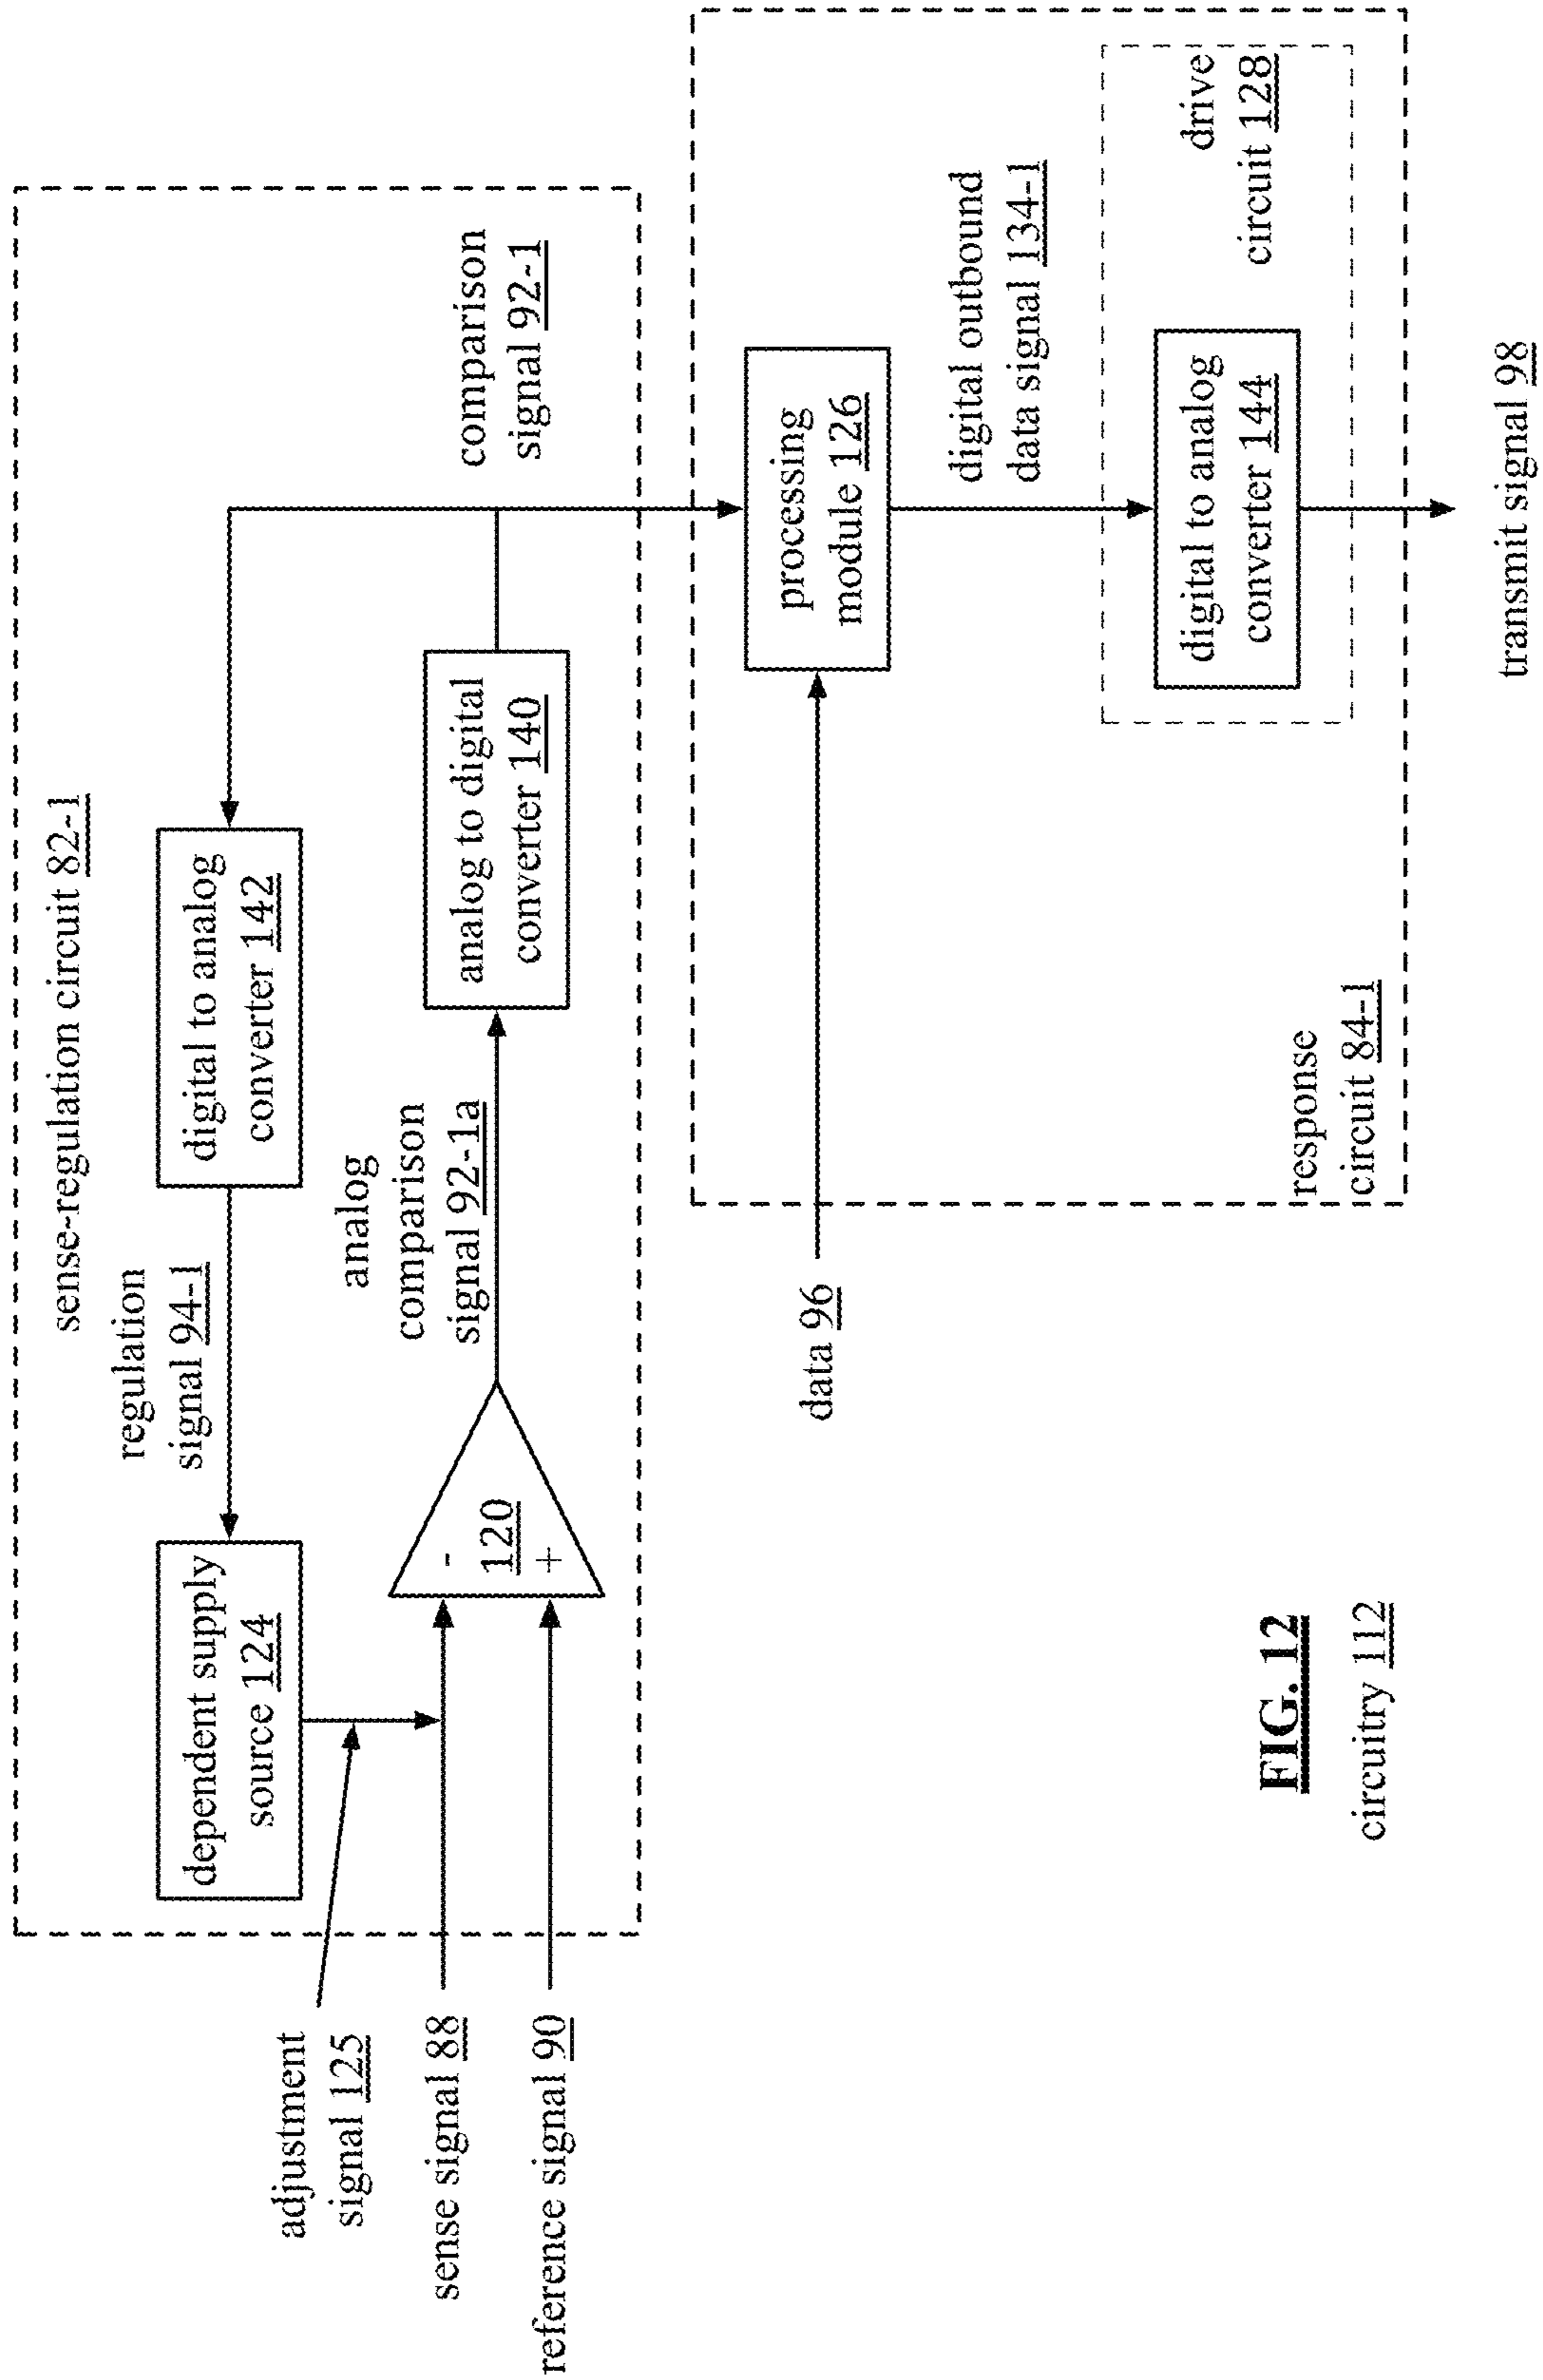 sense-regulation circuit 82-1
regulation
signal 94-1
dependent supply
source 124
digital to analog
converter 142
adjustment
signal 125
analog
comparison
signal 92-1a
comparison
signal 92-1
sense signal 88
reference signal 90
-
120
+
analog to digital
converter 140
data 96
processing
module 126
digital outbound
data signal 134-1
drive
circuit 128
digital to analog
converter 144
response
circuit 84-1
transmit signal 98
FIG. 12
circuitry 112